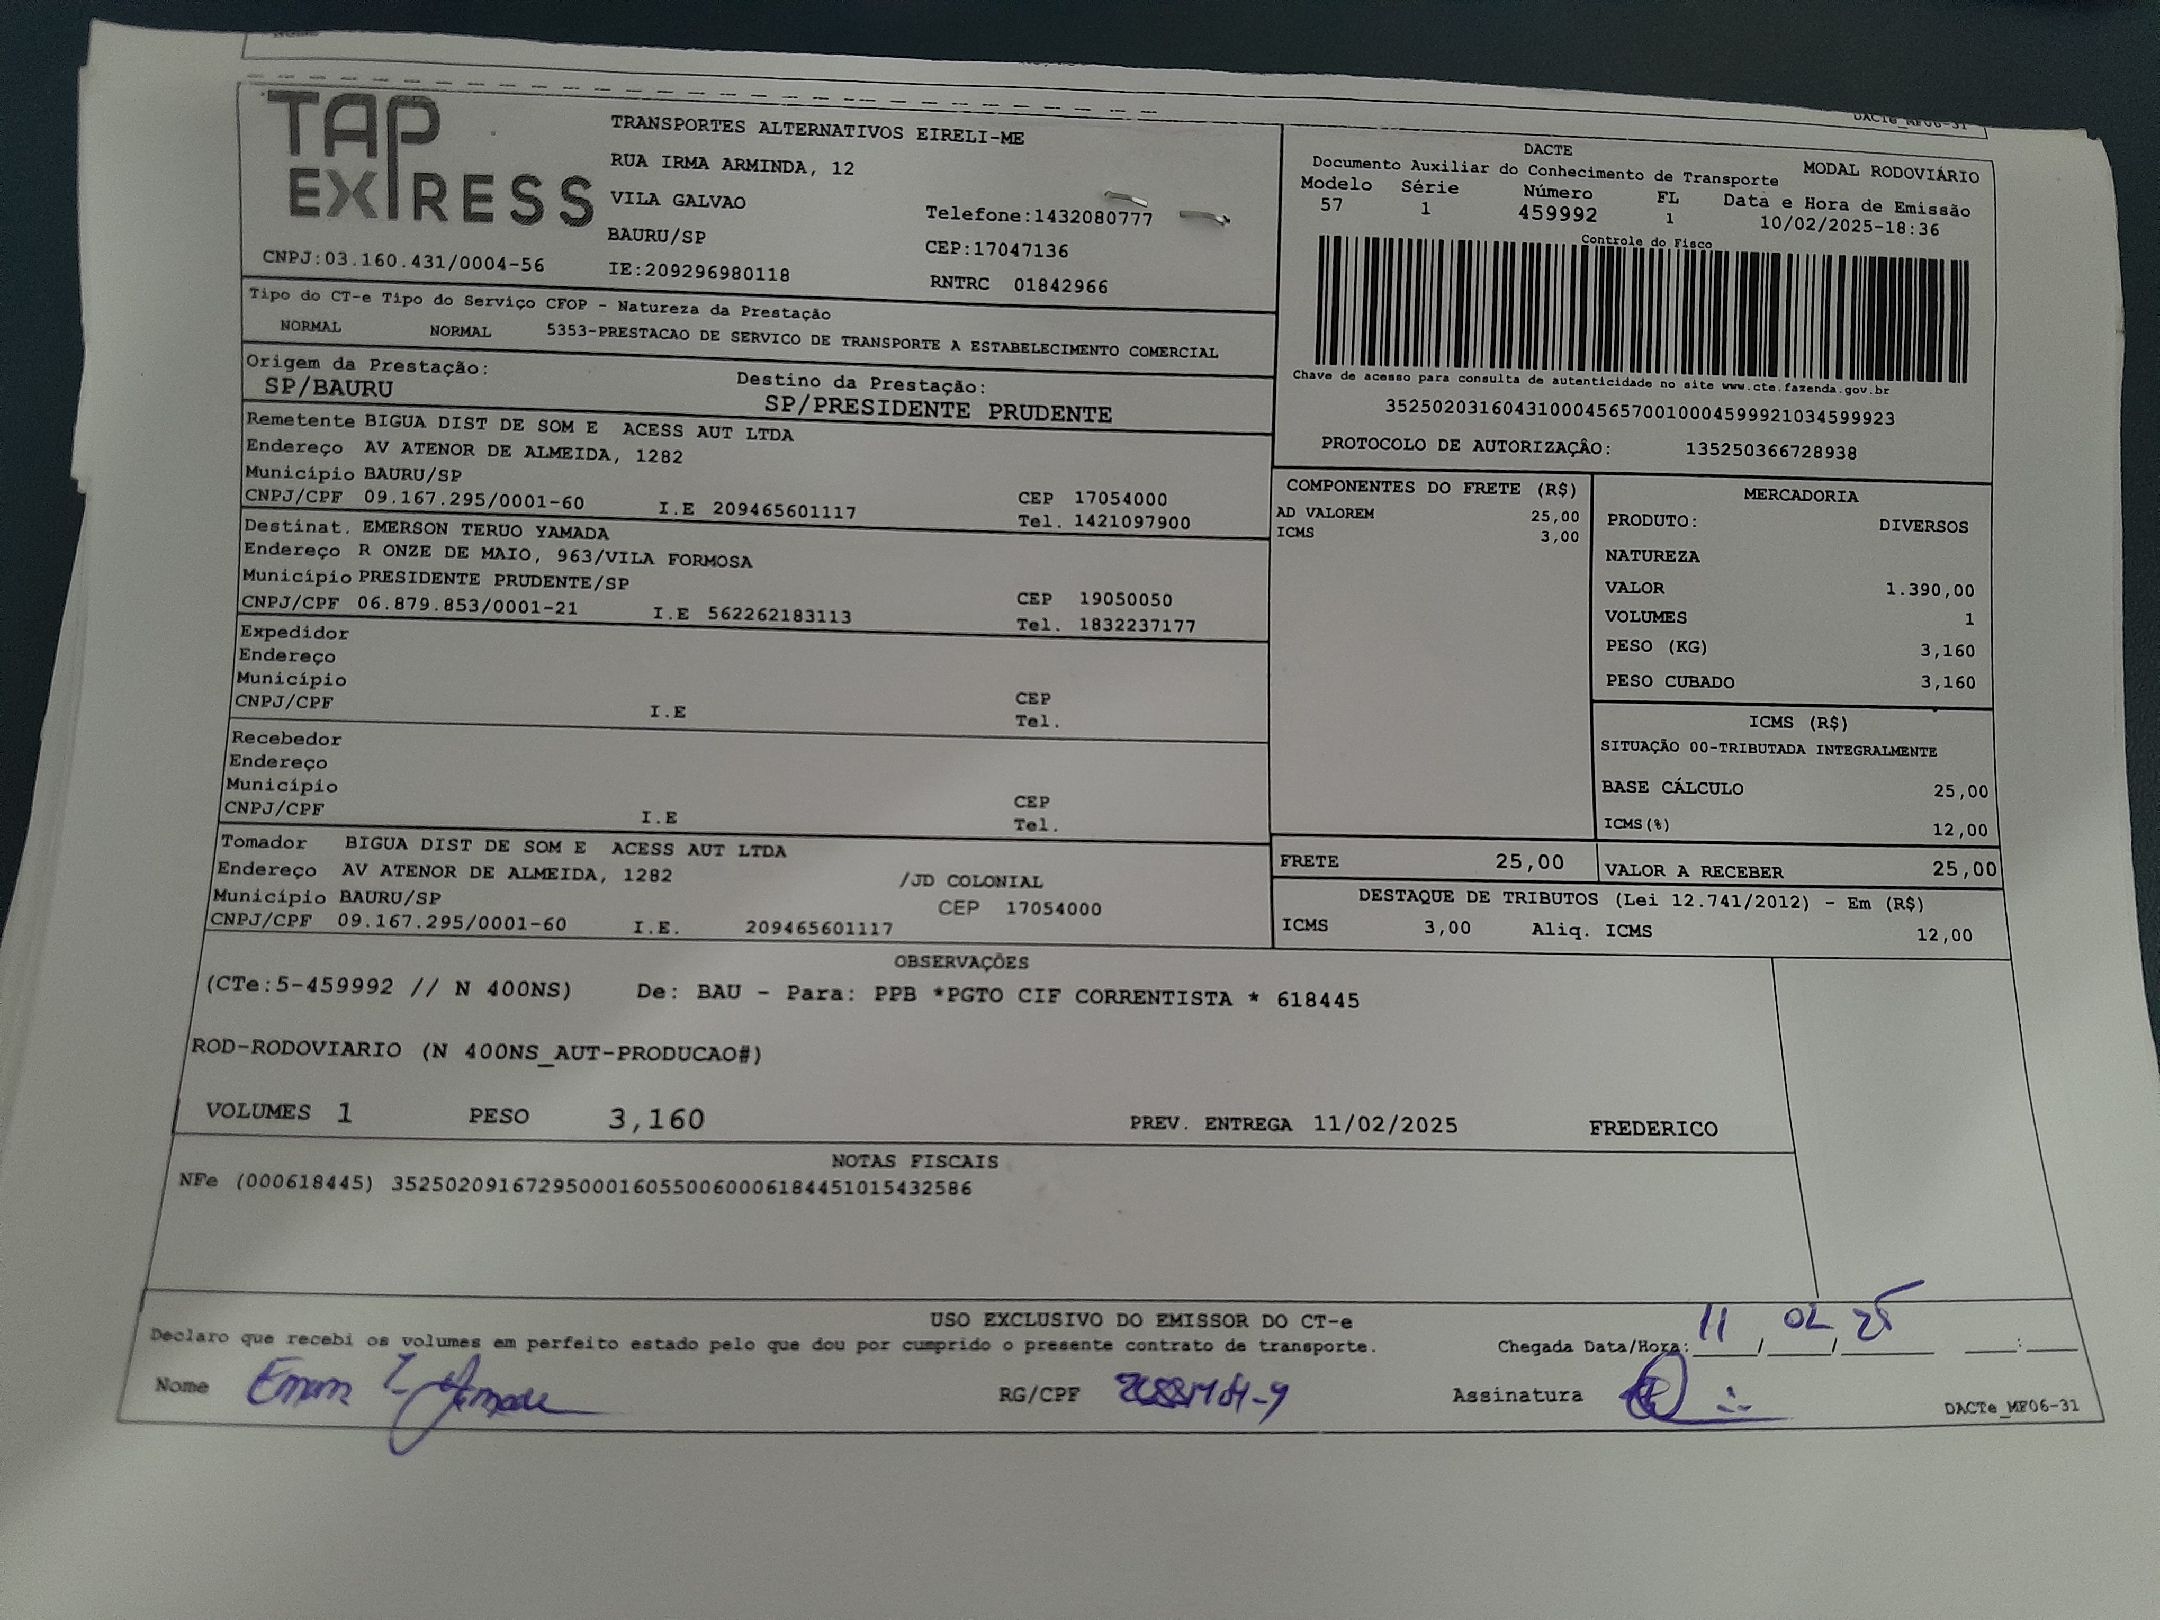 DACTe_MF06-31
TAP
EXPRESS
CNPJ:03.160.431/0004-56
TRANSPORTES ALTERNATIVOS EIRELI-ME
RUA IRMA ARMINDA, 12
VILA GALVAO
Telefone:1432080777
BAURU/SP
CEP:17047136
IE:209296980118
RNTRC 01842966
DACTE
MODAL RODOVIÁRIO
Documento Auxiliar do Conhecimento de Transporte
Modelo Série Número FL Data e Hora de Emissão
57 1 459992 1 10/02/2025-18:36
Controle do Fisco
Chave de acesso para consulta de autenticidade no site www.cte.fazenda.gov.br
35250203160431000456570010004599921034599923
PROTOCOLO DE AUTORIZAÇÂO: 135250366728938
Tipo do CT-e Tipo do Serviço CFOP - Natureza da Prestação
NORMAL NORMAL 5353-PRESTACAO DE SERVICO DE TRANSPORTE A ESTABELECIMENTO COMERCIAL
Origem da Prestação: Destino da Prestação:
SP/BAURU SP/PRESIDENTE PRUDENTE
Remetente BIGUA DIST DE SOM E ACESS AUT LTDA
Endereço AV ATENOR DE ALMEIDA, 1282
Município BAURU/SP
CNPJ/CPF 09.167.295/0001-60 I.E 209465601117
CEP 17054000
Tel. 1421097900
Destinat. EMERSON TERUO YAMADA
Endereço R ONZE DE MAIO, 963/VILA FORMOSA
Município PRESIDENTE PRUDENTE/SP
CNPJ/CPF 06.879.853/0001-21 I.E 562262183113
CEP 19050050
Tel. 1832237177
Expedidor
Endereço
Município
CNPJ/CPF I.E
CEP
Tel.
Recebedor
Endereço
Município
CNPJ/CPF I.E
CEP
Tel.
Tomador BIGUA DIST DE SOM E ACESS AUT LTDA
Endereço AV ATENOR DE ALMEIDA, 1282 /JD COLONIAL
Município BAURU/SP CEP 17054000
CNPJ/CPF 09.167.295/0001-60 I.E. 209465601117
COMPONENTES DO FRETE (R$)
AD VALOREM 25,00
ICMS 3,00
MERCADORIA
PRODUTO: DIVERSOS
NATUREZA
VALOR 1.390,00
VOLUMES 1
PESO (KG) 3,160
PESO CUBADO 3,160
ICMS (R$)
SITUAÇÃO 00-TRIBUTADA INTEGRALMENTE
BASE CÁLCULO 25,00
ICMS(%) 12,00
FRETE 25,00 VALOR A RECEBER 25,00
DESTAQUE DE TRIBUTOS (Lei 12.741/2012) - Em (R$)
ICMS 3,00 Aliq. ICMS 12,00
OBSERVAÇÕES
(CTe:5-459992 // N 400NS) De: BAU - Para: PPB *PGTO CIF CORRENTISTA * 618445
ROD-RODOVIARIO (N 400NS_AUT-PRODUCAO#)
VOLUMES 1 PESO 3,160 PREV. ENTREGA 11/02/2025 FREDERICO
NOTAS FISCAIS
NFe (000618445) 35250209167295000160550060006184451015432586
USO EXCLUSIVO DO EMISSOR DO CT-e
Declaro que recebi os volumes em perfeito estado pelo que dou por cumprido o presente contrato de transporte.
Chegada Data/Hora: 11/02/25 :
Nome RG/CPF Assinatura
DACTe_MF06-31